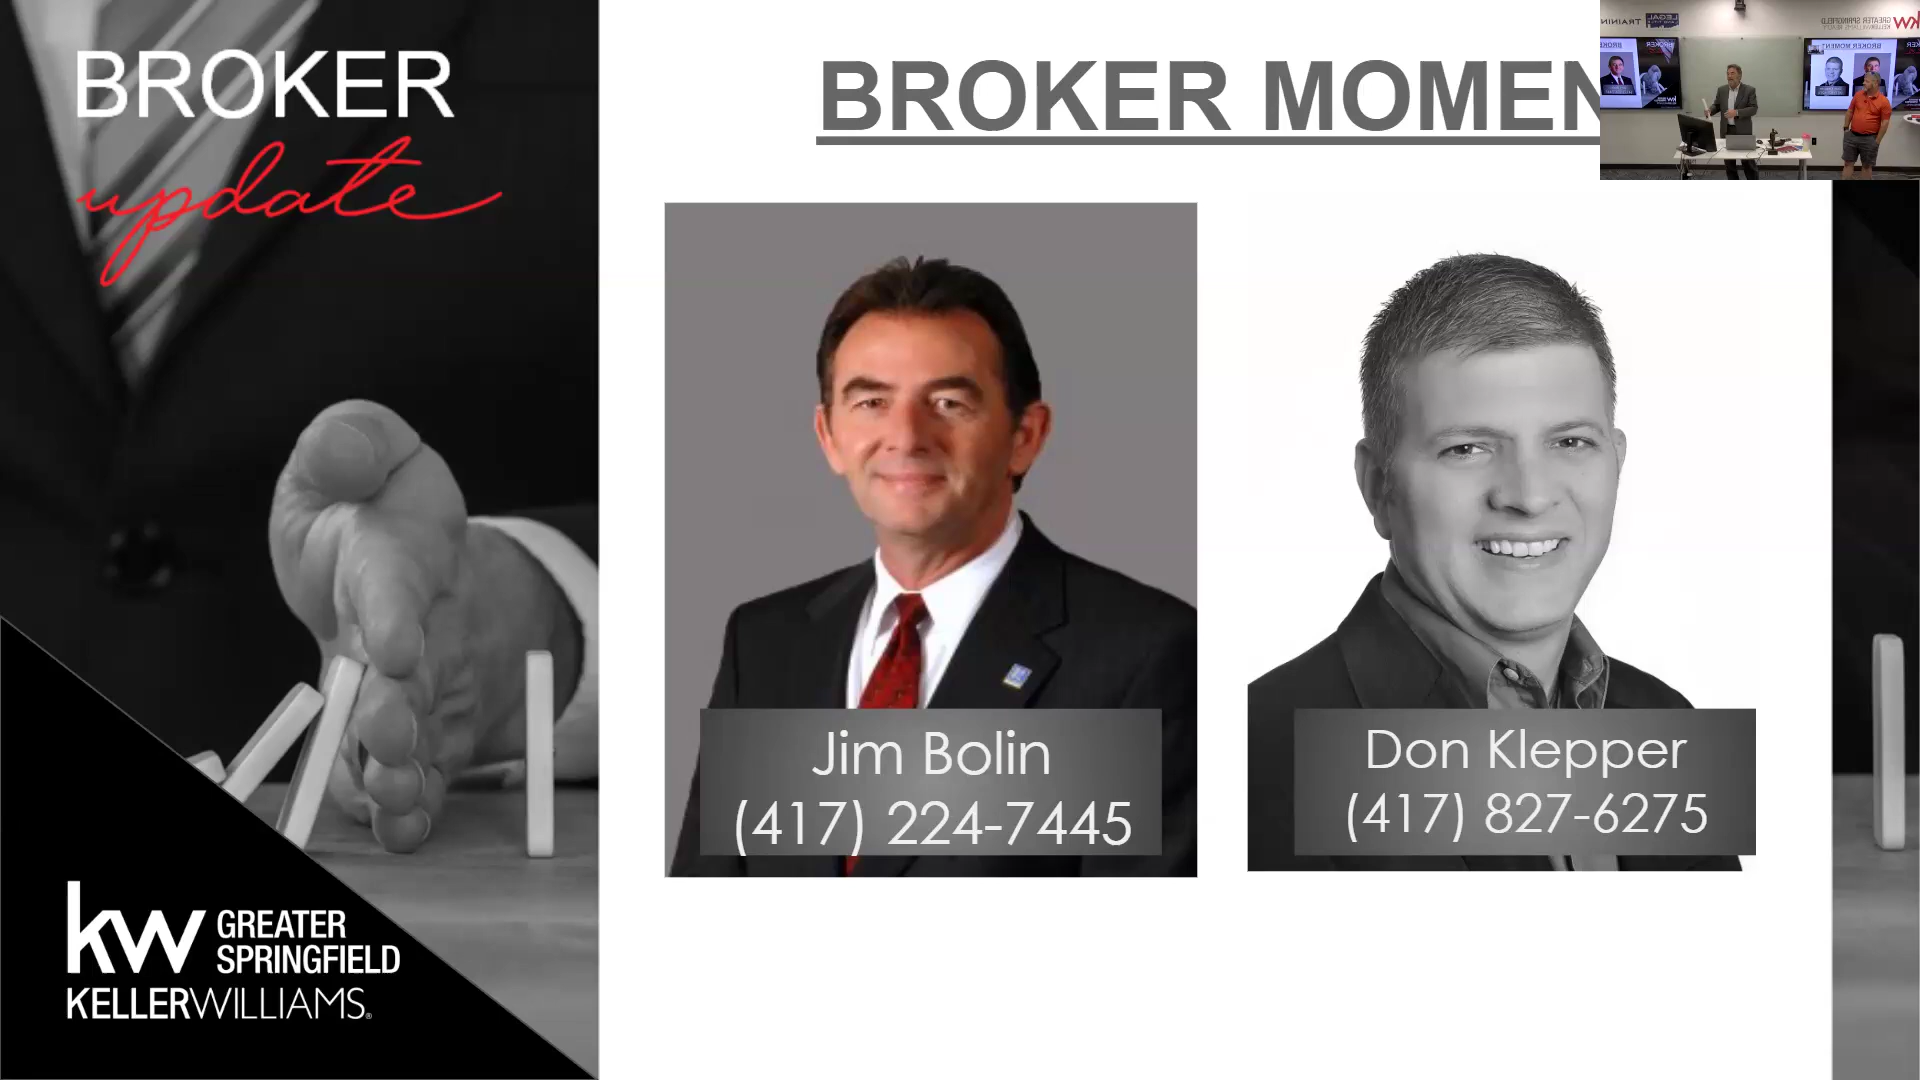 BROKER
update
BROKER MOMEN
Jim Bolin
(417) 224-7445
Don Klepper
(417) 827-6275
kw GREATER
SPRINGFIELD
KELLERWILLIAMS®